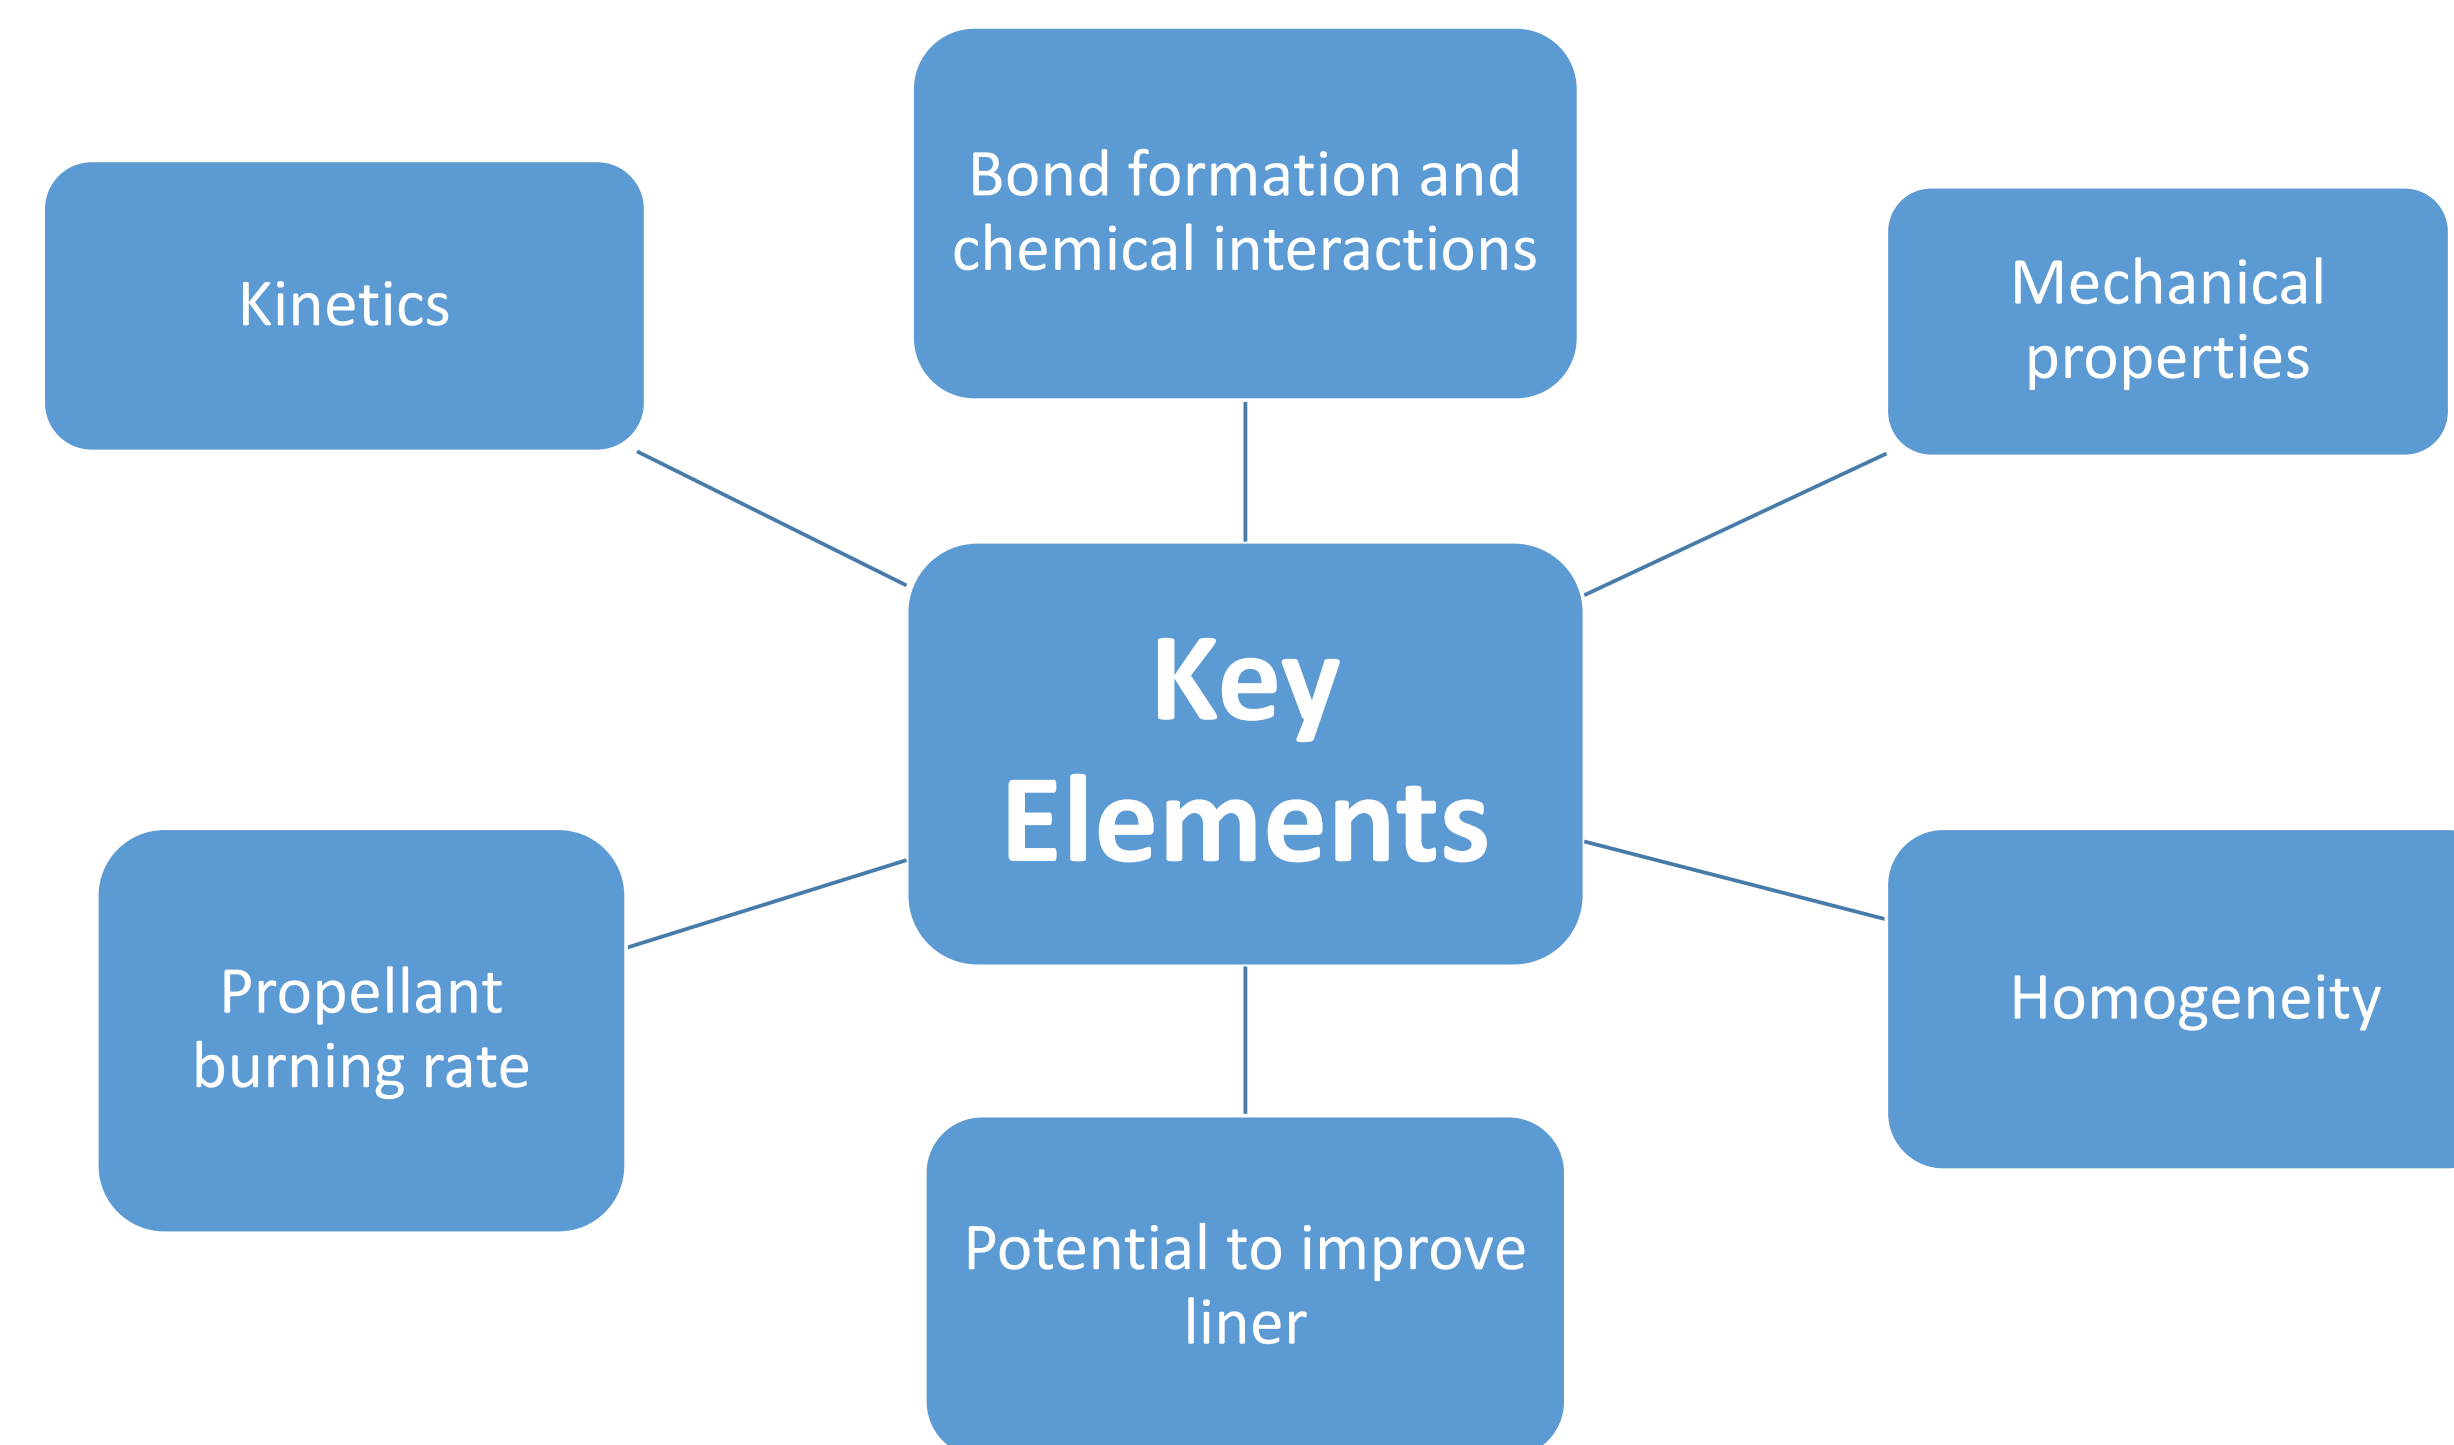 Bond formation and
chemical interactions
Kinetics
Mechanical
properties
Key
Elements
Propellant
burning rate
Homogeneity
Potential to improve
liner